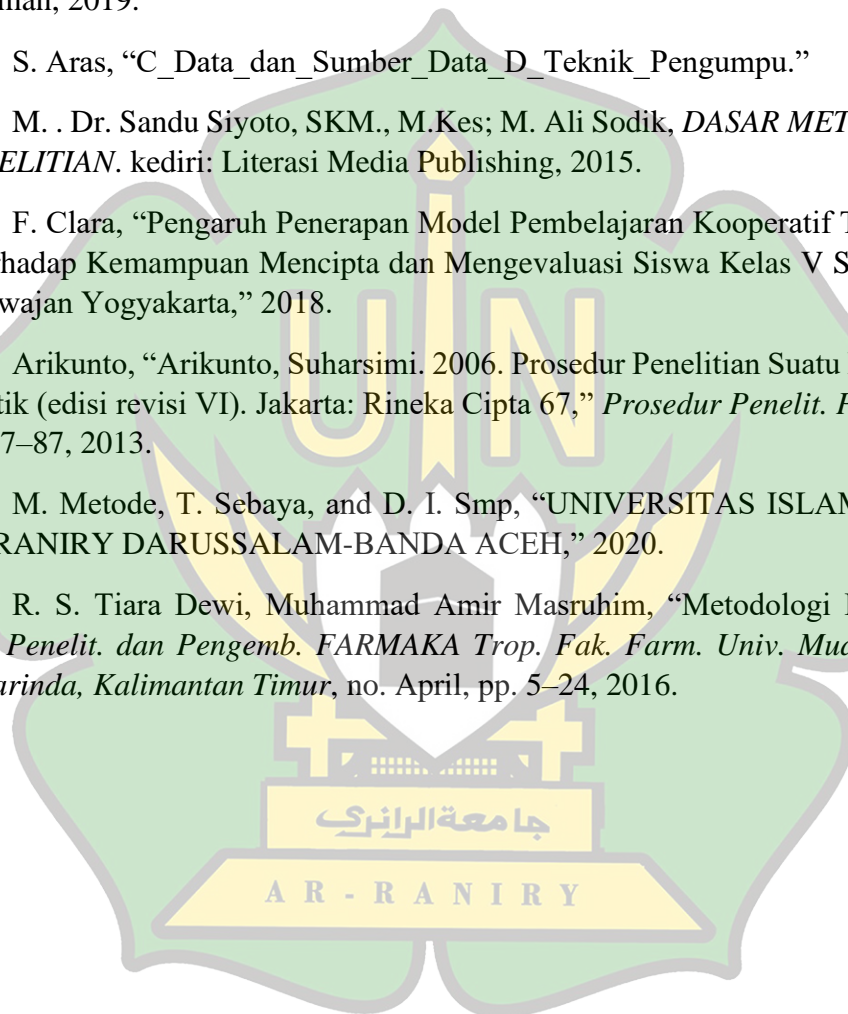 man, 2019.
S. Aras, “C_Data_dan_Sumber_Data_D_Teknik_Pengumpu.”
M. . Dr. Sandu Siyoto, SKM., M.Kes; M. Ali Sodik, DASAR MET
ELITIAN. kediri: Literasi Media Publishing, 2015.
F. Clara, “Pengaruh Penerapan Model Pembelajaran Kooperatif T
rhadap Kemampuan Mencipta dan Mengevaluasi Siswa Kelas V S
wajan Yogyakarta,” 2018.
Arikunto, “Arikunto, Suharsimi. 2006. Prosedur Penelitian Suatu
tik (edisi revisi VI). Jakarta: Rineka Cipta 67,” Prosedur Penelit.
7–87, 2013.
M. Metode, T. Sebaya, and D. I. Smp, “UNIVERSITAS ISLAM
RANIRY DARUSSALAM-BANDA ACEH,” 2020.
R. S. Tiara Dewi, Muhammad Amir Masruhim, “Metodologi
Penelit. dan Pengemb. FARMAKA Trop. Fak. Farm. Univ. Mua
arinda, Kalimantan Timur, no. April, pp. 5–24, 2016.
UIN
جامعة الرانري
AR-RANIRY